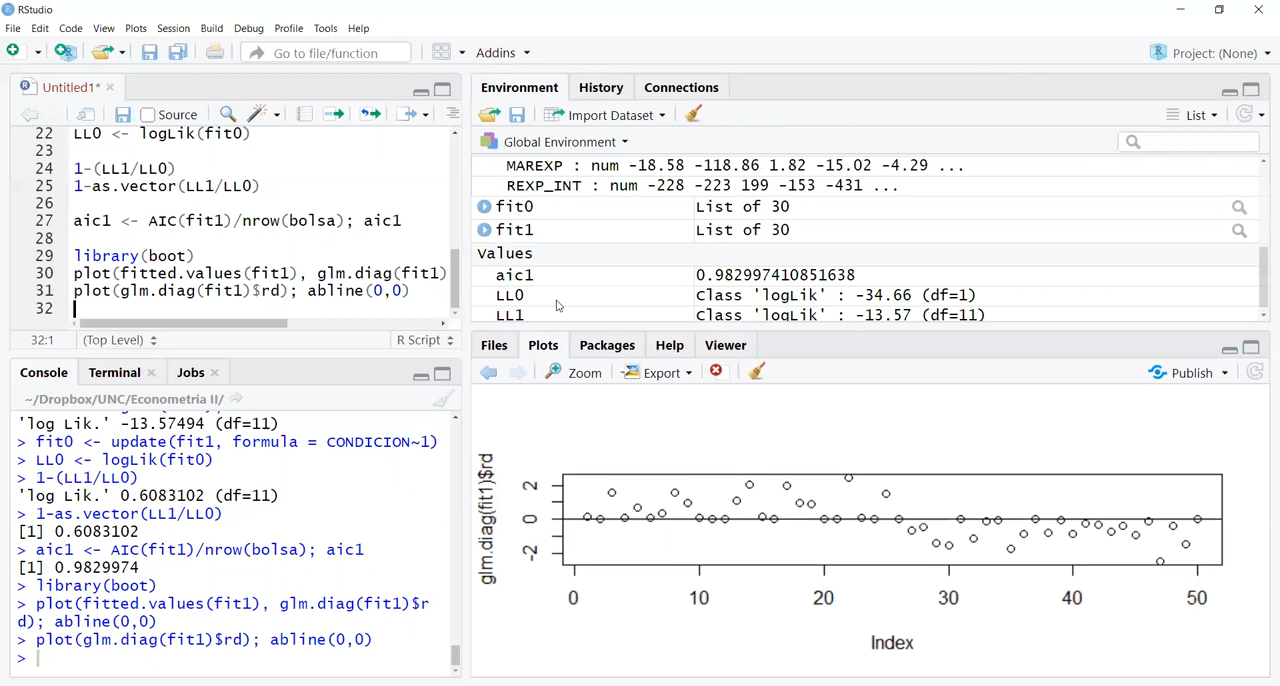 RStudio
File Edit Code View Plots Session Build Debug Profile Tools Help
Go to file/function Addins Project: (None)
Untitled1*
Source
22 LL0 <- logLik(fit0)
23
24 1-(LL1/LL0)
25 1-as.vector(LL1/LL0)
26
27 aic1 <- AIC(fit1)/nrow(bolsa); aic1
28
29 library(boot)
30 plot(fitted.values(fit1), glm.diag(fit1)
31 plot(glm.diag(fit1)$rd); abline(0,0)
32
32:1 (Top Level) R Script
Console Terminal Jobs
~/Dropbox/UNC/Econometria II/
'log Lik.' -13.57494 (df=11)
> fit0 <- update(fit1, formula = CONDICION~1)
> LL0 <- logLik(fit0)
> 1-(LL1/LL0)
'log Lik.' 0.6083102 (df=11)
> 1-as.vector(LL1/LL0)
[1] 0.6083102
> aic1 <- AIC(fit1)/nrow(bolsa); aic1
[1] 0.9829974
> library(boot)
> plot(fitted.values(fit1), glm.diag(fit1)$r
d); abline(0,0)
> plot(glm.diag(fit1)$rd); abline(0,0)
>
Environment History Connections
Import Dataset List
Global Environment
MAREXP : num -18.58 -118.86 1.82 -15.02 -4.29 ...
REXP_INT : num -228 -223 199 -153 -431 ...
fit0 List of 30
fit1 List of 30
Values
aic1 0.982997410851638
LL0 Class 'logLik' : -34.66 (df=1)
LL1 Class 'logLik' : -13.57 (df=11)
Files Plots Packages Help Viewer
Zoom Export Publish
glm.diag(fit1)$rd
2
0
-2
0 10 20 30 40 50
Index